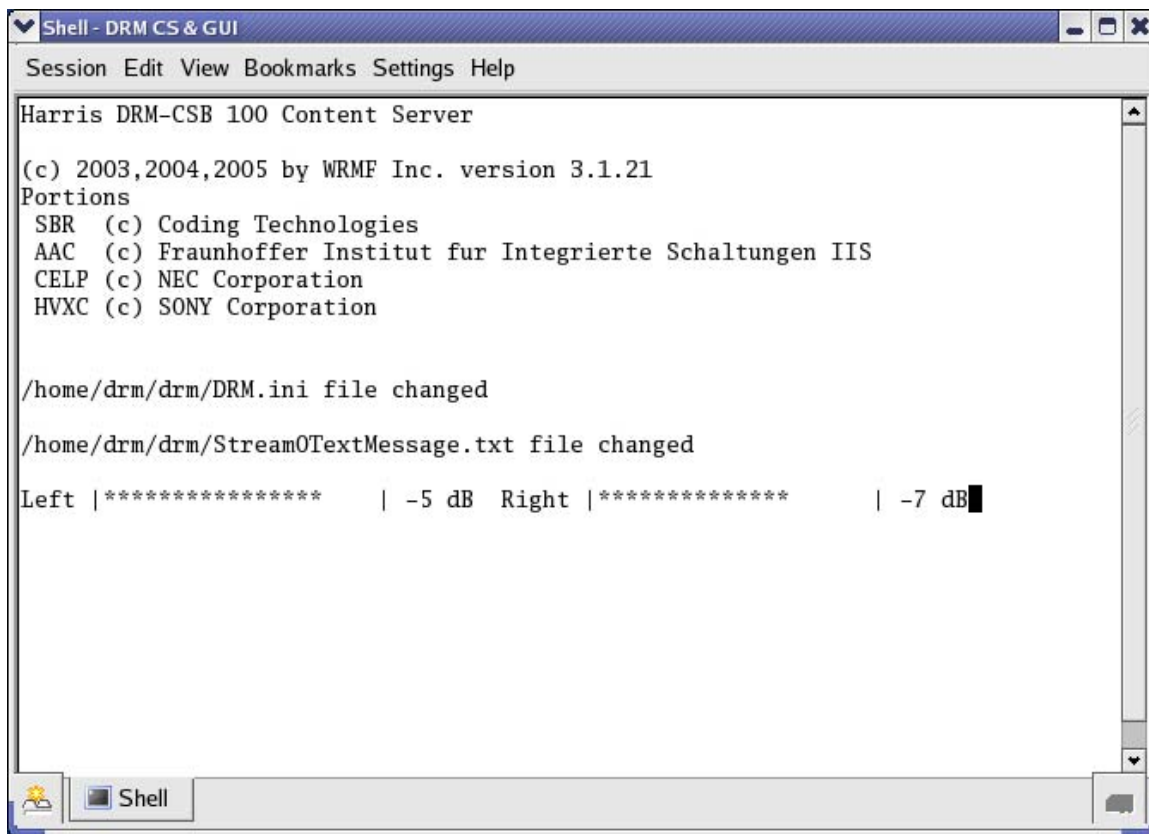 Shell - DRM CS & GUI
Session Edit View Bookmarks Settings Help
Harris DRM-CSB 100 Content Server
(c) 2003,2004,2005 by WRMF Inc. version 3.1.21
Portions
SBR (c) Coding Technologies
AAC (c) Fraunhoffer Institut fur Integrierte Schaltungen IIS
CELP (c) NEC Corporation
HVXC (c) SONY Corporation
/home/drm/drm/DRM.ini file changed
/home/drm/drm/Stream0TextMessage.txt file changed
Left |**************** | -5 dB Right |************** | -7 dB
Shell